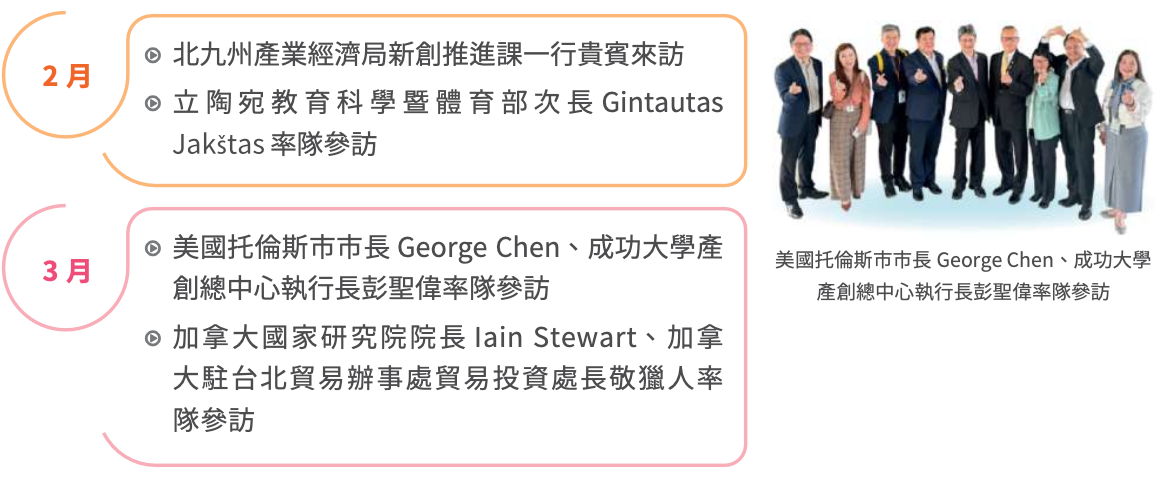 2 月
北九州產業經濟局新創推進課一行貴賓來訪
立陶宛教育科學暨體育部次長 Gintautas
Jakštas 率隊參訪
3 月
美國托倫斯市市長 George Chen、成功大學產
創總中心執行長彭聖偉率隊參訪
加拿大國家研究院院長 Iain Stewart、加拿
大駐台北貿易辦事處貿易投資處長敬獵人率
隊參訪
美國托倫斯市市長 George Chen、成功大學
產創總中心執行長彭聖偉率隊參訪